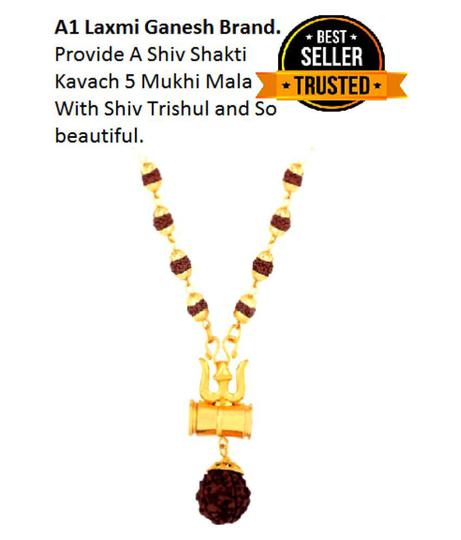 A1 Laxmi Ganesh Brand.
Provide A Shiv Shakti
Kavach 5 Mukhi Mala
With Shiv Trishul and So
beautiful.
BEST
SELLER
TRUSTED